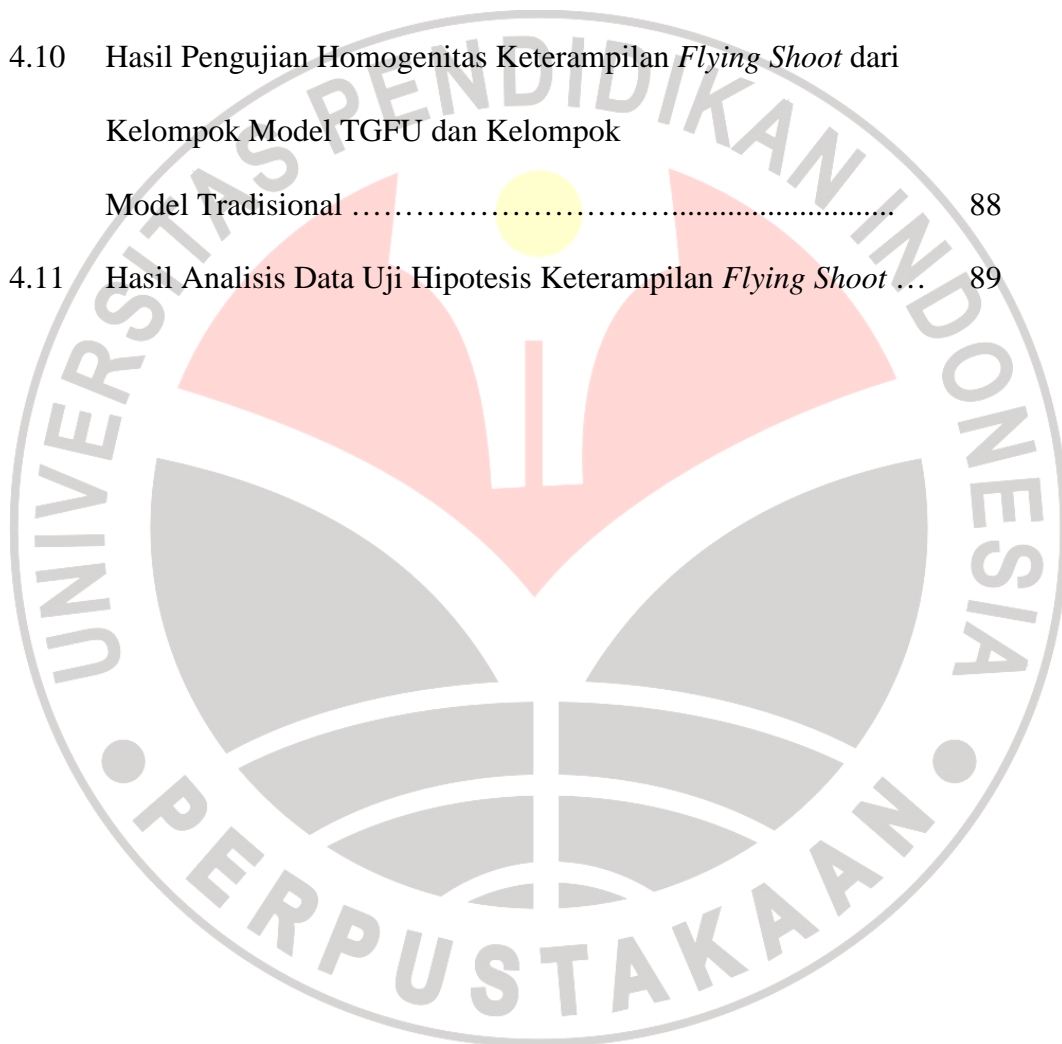 4.10 Hasil Pengujian Homogenitas Keterampilan Flying Shoot dari
Kelompok Model TGFU dan Kelompok
Model Tradisional …………………………….............................. 88
4.11 Hasil Analisis Data Uji Hipotesis Keterampilan Flying Shoot … 89
UNIVERSITAS PENDIDIKAN INDONESIA
PERPUSTAKAAN